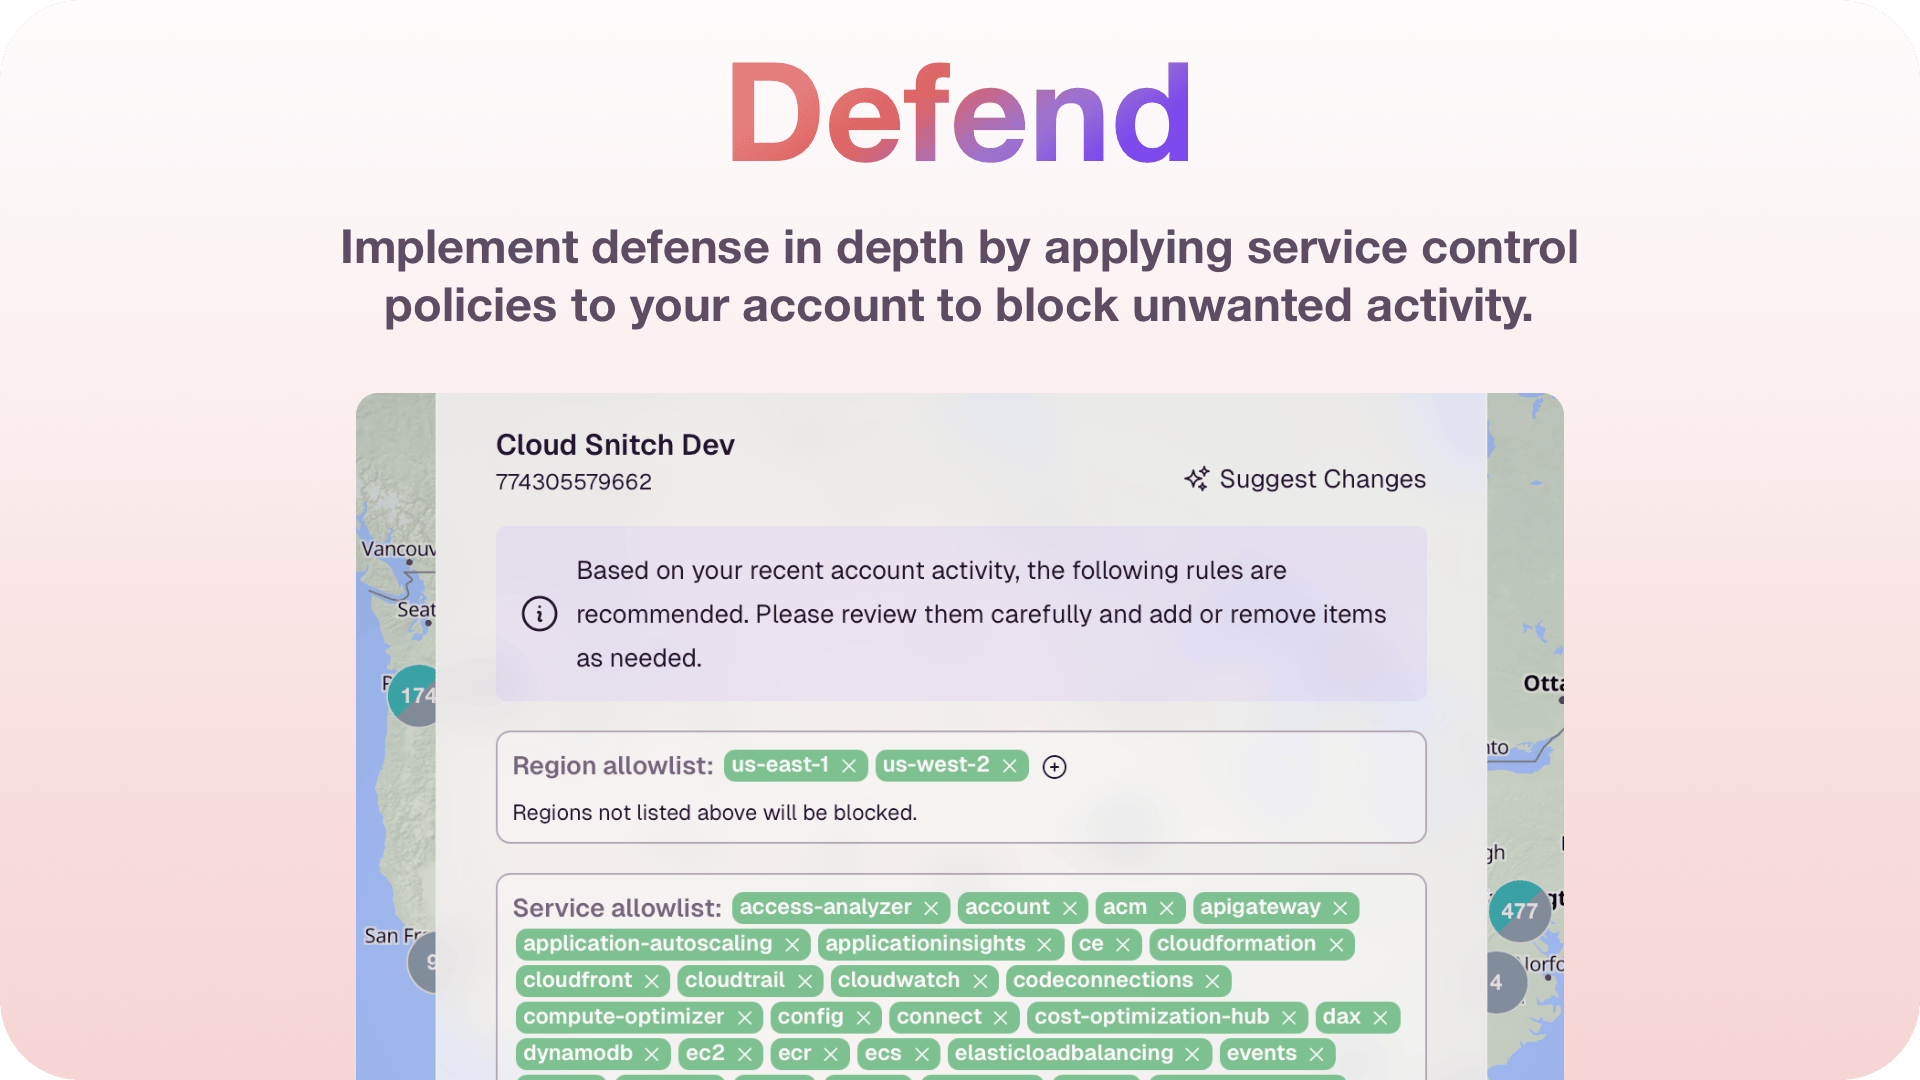 Defend
Implement defense in depth by applying service control
policies to your account to block unwanted activity.
Cloud Snitch Dev
774305579662
Suggest Changes
Based on your recent account activity, the following rules are
recommended. Please review them carefully and add or remove items
as needed.
Region allowlist: us-east-1 us-west-2
Regions not listed above will be blocked.
Service allowlist: access-analyzer account acm apigateway
application-autoscaling applicationinsights ce cloudformation
cloudfront cloudtrail cloudwatch codeconnections
compute-optimizer config connect cost-optimization-hub dax
dynamodb ec2 ecr ecs elasticloadbalancing events
Vancouv
Seat
174
San Fr
9
Otta
nto
gh
477
gt
Norfo
4